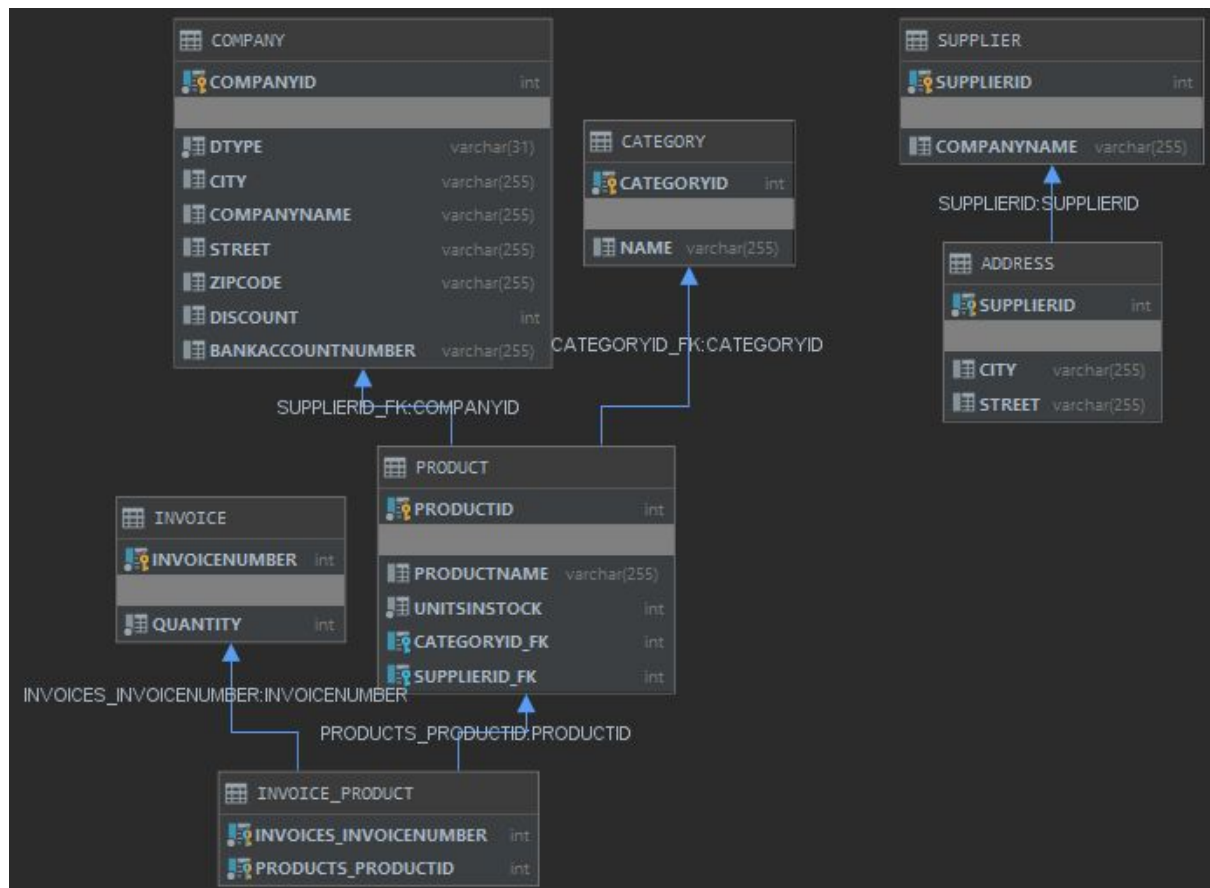 COMPANY
COMPANYID int
DTYPE varchar(31)
CITY varchar(255)
COMPANYNAME varchar(255)
STREET varchar(255)
ZIPCODE varchar(255)
DISCOUNT int
BANKACCOUNTNUMBER varchar(255)
SUPPLIER
SUPPLIERID int
COMPANYNAME varchar(255)
CATEGORY
CATEGORYID int
NAME varchar(255)
SUPPLIERID:SUPPLIERID
ADDRESS
SUPPLIERID int
CITY varchar(255)
STREET varchar(255)
CATEGORYID_FK:CATEGORYID
SUPPLIERID_FK:COMPANYID
PRODUCT
PRODUCTID int
PRODUCTNAME varchar(255)
UNITSINSTOCK int
CATEGORYID_FK int
SUPPLIERID_FK int
INVOICE
INVOICENUMBER int
QUANTITY int
INVOICES_INVOICENUMBER:INVOICENUMBER
PRODUCTS_PRODUCTID:PRODUCTID
INVOICE_PRODUCT
INVOICES_INVOICENUMBER int
PRODUCTS_PRODUCTID int